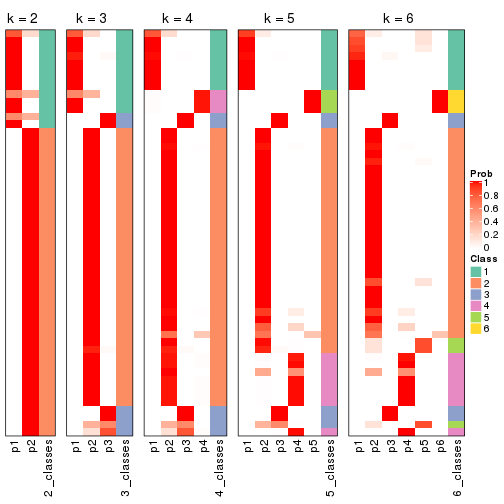 k = 2
k = 3
k = 4
k = 5
k = 6
Prob
1
0.8
0.6
0.4
0.2
0
Class
1
2
3
4
5
6
p1
p2
2_classes
p1
p2
p3
3_classes
p1
p2
p3
p4
4_classes
p1
p2
p3
p4
p5
5_classes
p1
p2
p3
p4
p5
p6
6_classes